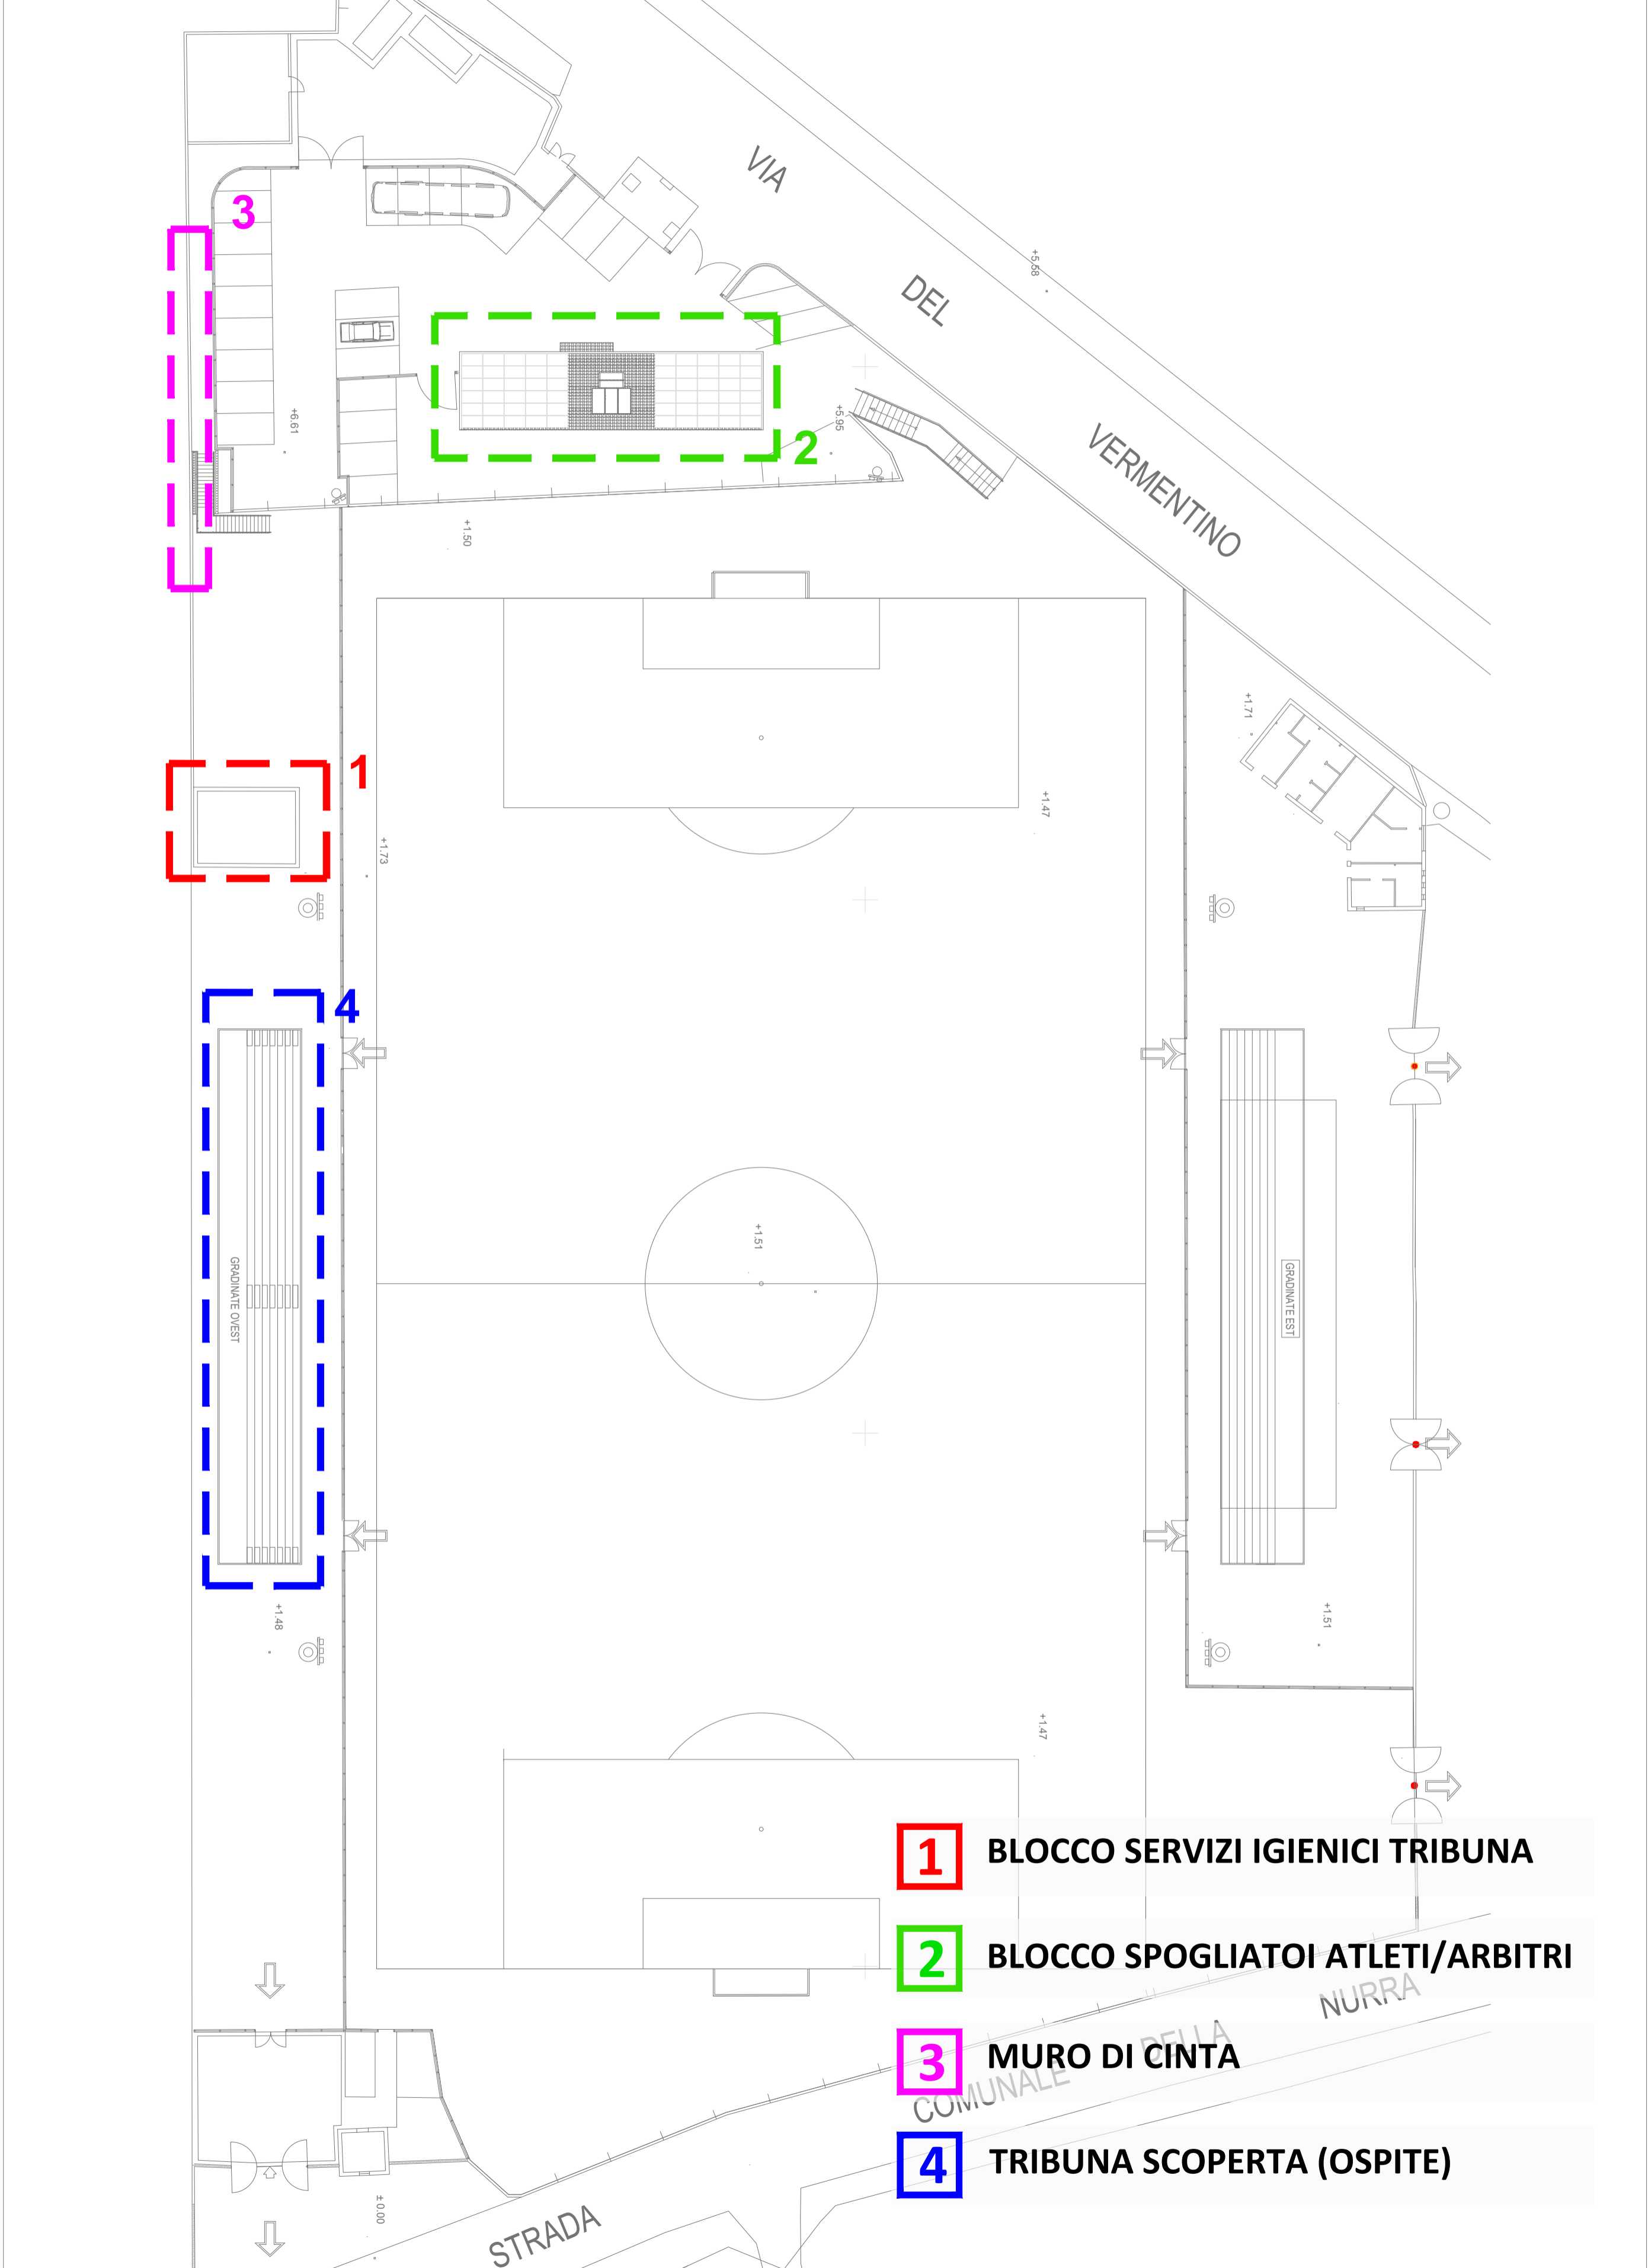 VIA
DEL
VERMENTINO
+5.58
3
+6.61
+5.95
2
+1.50
+1.71
1
+1.47
+1.73
4
+1.51
GRADINATE OVEST
GRADINATE EST
+1.48
+1.51
+1.47
1 BLOCCO SERVIZI IGIENICI TRIBUNA
2 BLOCCO SPOGLIATOI ATLETI/ARBITRI
3 MURO DI CINTA
4 TRIBUNA SCOPERTA (OSPITE)
STRADA
COMUNALE
DELLA
NURRA
±0.00